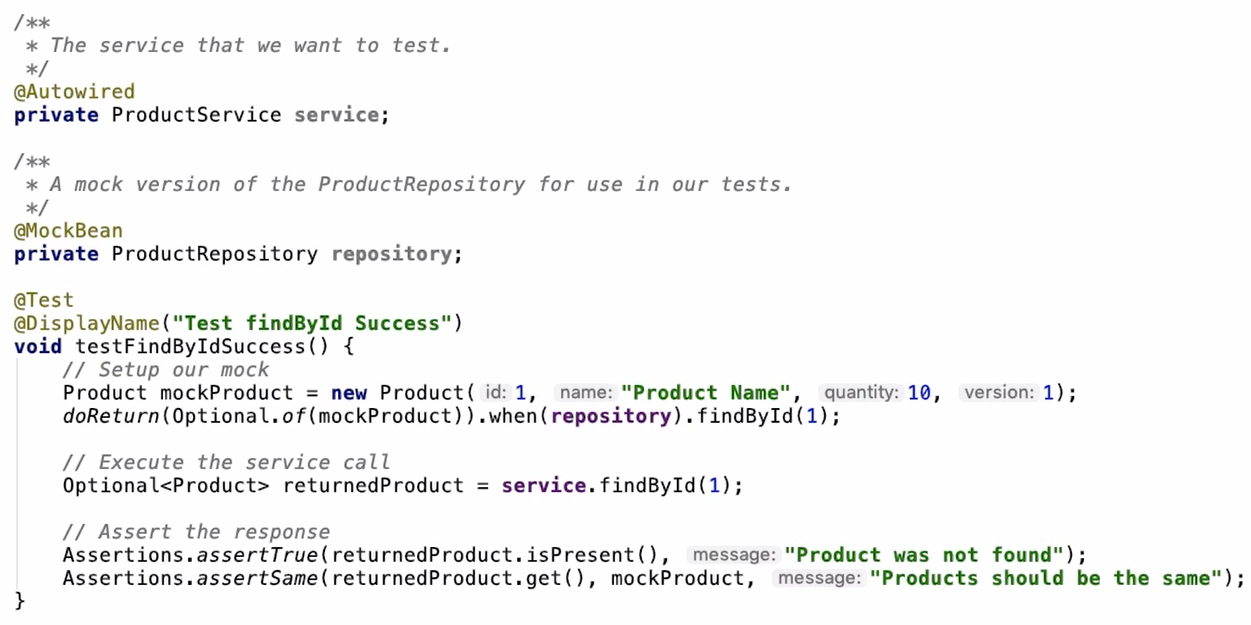 /**
 * The service that we want to test.
 */
@Autowired
private ProductService service;

/**
 * A mock version of the ProductRepository for use in our tests.
 */
@MockBean
private ProductRepository repository;

@Test
@DisplayName("Test findById Success")
void testFindByIdSuccess() {
    // Setup our mock
    Product mockProduct = new Product( id: 1,  name: "Product Name",  quantity: 10,  version: 1);
    doReturn(Optional.of(mockProduct)).when(repository).findById(1);

    // Execute the service call
    Optional<Product> returnedProduct = service.findById(1);

    // Assert the response
    Assertions.assertTrue(returnedProduct.isPresent(),  message: "Product was not found");
    Assertions.assertSame(returnedProduct.get(), mockProduct,  message: "Products should be the same");
}